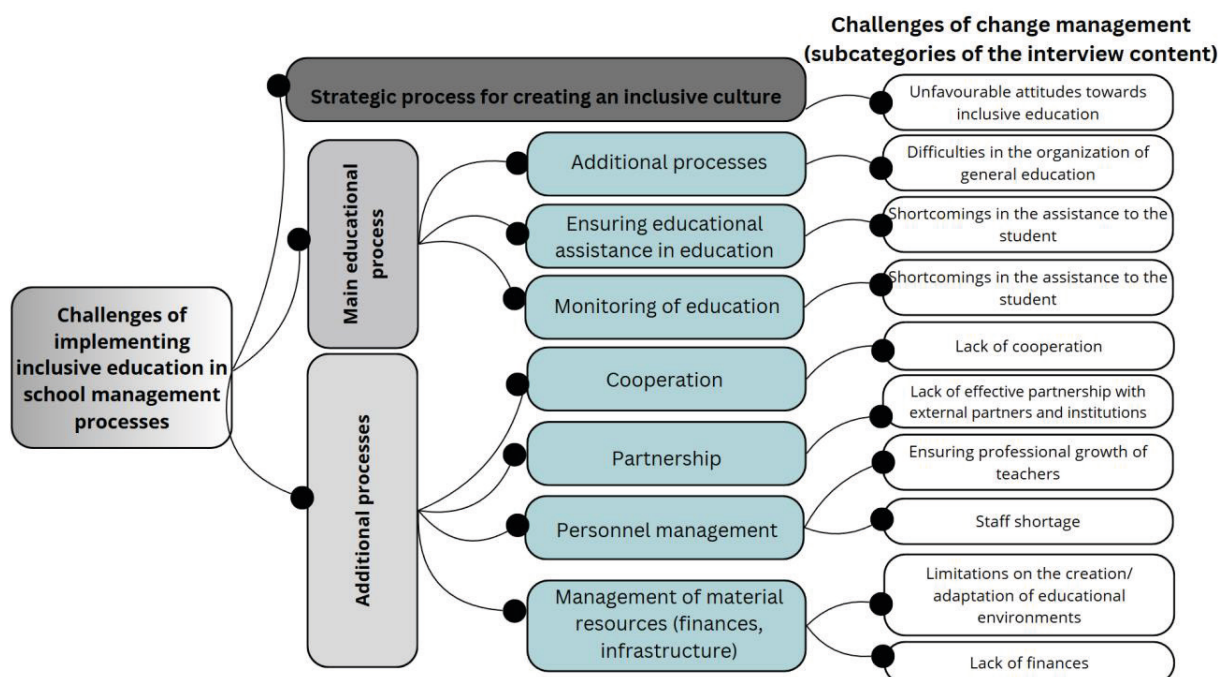 Challenges of change management
(subcategories of the interview content)
Strategic process for creating an inclusive culture
Unfavourable attitudes towards
inclusive education
Main educational
process
Additional processes
Difficulties in the organization of
general education
Ensuring educational
assistance in education
Shortcomings in the assistance to the
student
Monitoring of education
Shortcomings in the assistance to the
student
Challenges of
implementing
inclusive education in
school management
processes
Additional processes
Cooperation
Lack of cooperation
Partnership
Lack of effective partnership with
external partners and institutions
Personnel management
Ensuring professional growth of
teachers
Staff shortage
Management of material
resources (finances,
infrastructure)
Limitations on the creation/
adaptation of educational
environments
Lack of finances